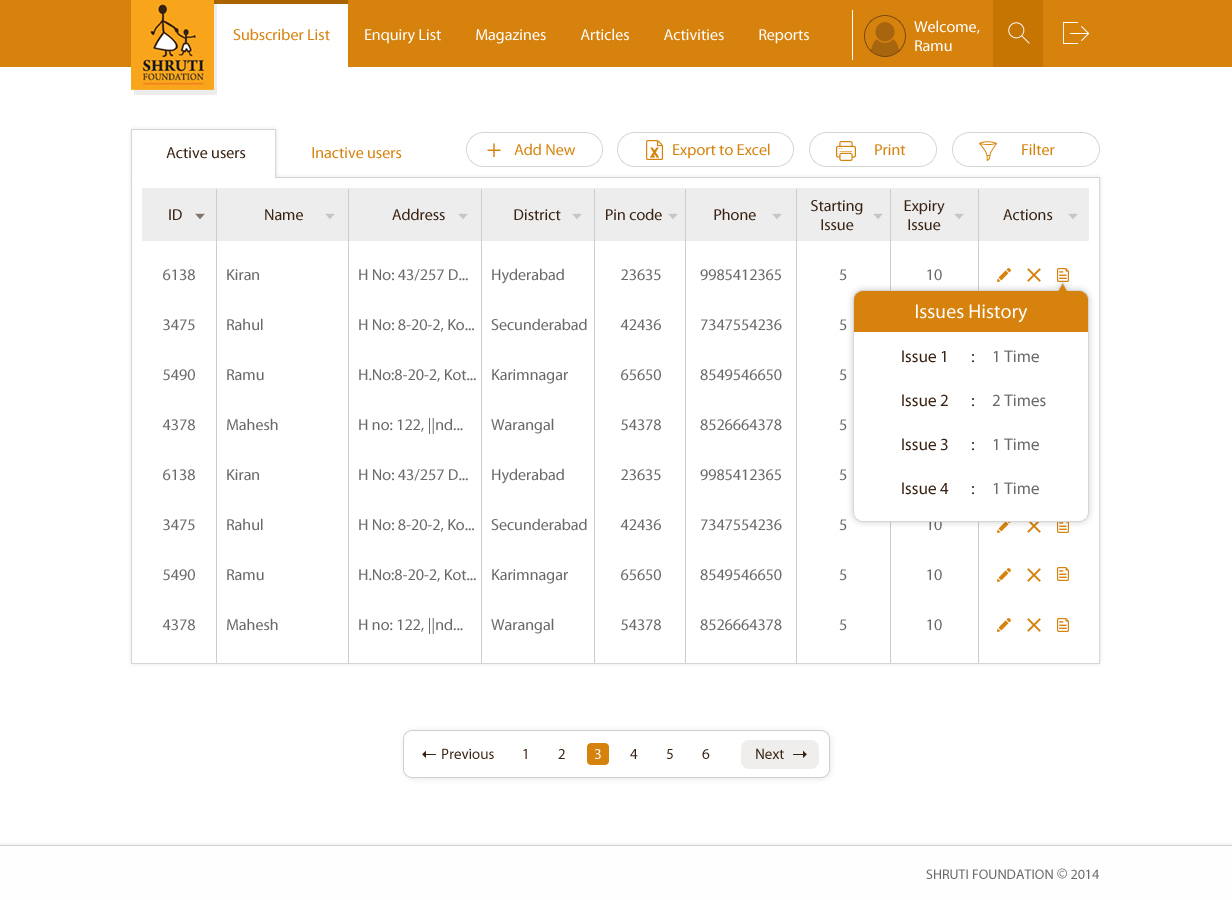 SHRUTI
FOUNDATION
Subscriber List
Enquiry List
Magazines
Articles
Activities
Reports
Welcome,
Ramu
Active users
Inactive users
Add New
Export to Excel
Print
Filter
ID Name Address District Pin code Phone Starting Issue Expiry Issue Actions
6138 Kiran H No: 43/257 D... Hyderabad 23635 9985412365 5 10
3475 Rahul H No: 8-20-2, Ko... Secunderabad 42436 7347554236 5
5490 Ramu H.No:8-20-2, Kot... Karimnagar 65650 8549546650 5
4378 Mahesh H no: 122, ||nd... Warangal 54378 8526664378 5
6138 Kiran H No: 43/257 D... Hyderabad 23635 9985412365 5
3475 Rahul H No: 8-20-2, Ko... Secunderabad 42436 7347554236 5 10
5490 Ramu H.No:8-20-2, Kot... Karimnagar 65650 8549546650 5 10
4378 Mahesh H no: 122, ||nd... Warangal 54378 8526664378 5 10
Issues History
Issue 1 : 1 Time
Issue 2 : 2 Times
Issue 3 : 1 Time
Issue 4 : 1 Time
← Previous 1 2 3 4 5 6 Next →
SHRUTI FOUNDATION © 2014